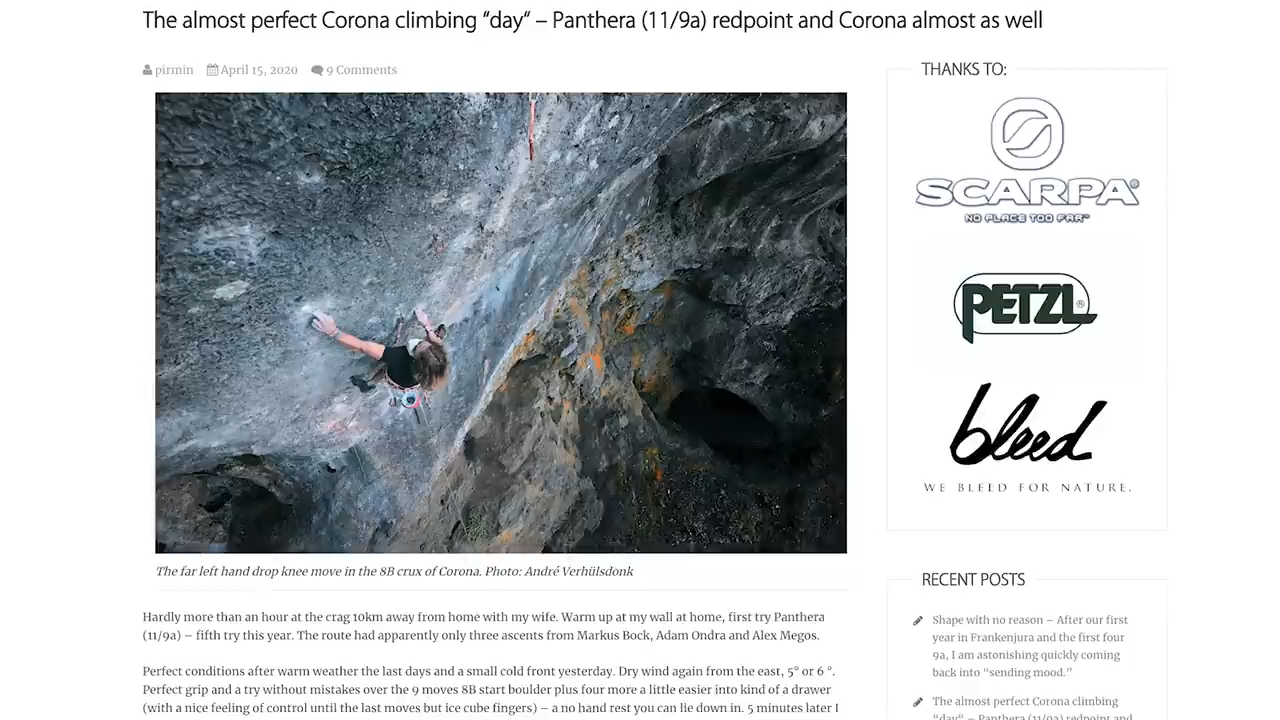 The almost perfect Corona climbing “day“ – Panthera (11/9a) redpoint and Corona almost as well
pirmin April 15, 2020 9 Comments
The far left hand drop knee move in the 8B crux of Corona. Photo: André Verhülsdonk
Hardly more than an hour at the crag 10km away from home with my wife. Warm up at my wall at home, first try Panthera
(11/9a) – fifth try this year. The route had apparently only three ascents from Markus Bock, Adam Ondra and Alex Megos.
Perfect conditions after warm weather the last days and a small cold front yesterday. Dry wind again from the east, 5° or 6 °.
Perfect grip and a try without mistakes over the 9 moves 8B start boulder plus four more a little easier into kind of a drawer
(with a nice feeling of control until the last moves but ice cube fingers) – a no hand rest you can lie down in. 5 minutes later I
THANKS TO:
SCARPA®
NO PLACE TOO FAR™
PETZL®
bleed
WE BLEED FOR NATURE.
RECENT POSTS
Shape with no reason – After our first
year in Frankenjura and the first four
9a, I am astonishing quickly coming
back into “sending mood.”
The almost perfect Corona climbing
“day“ – Panthera (11/9a) redpoint and